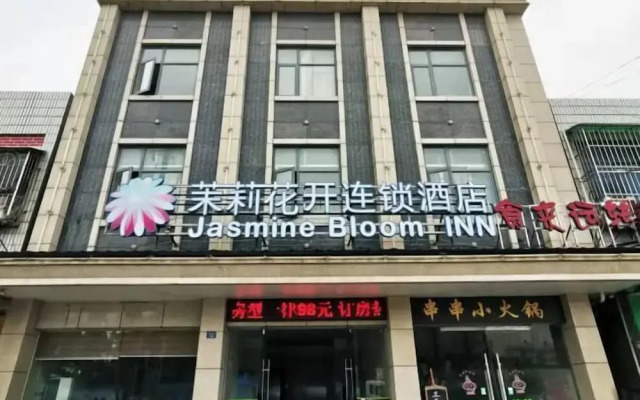 茉莉花开连锁酒店
Jasmine Bloom INN
房型一律98元订房
串串小火锅